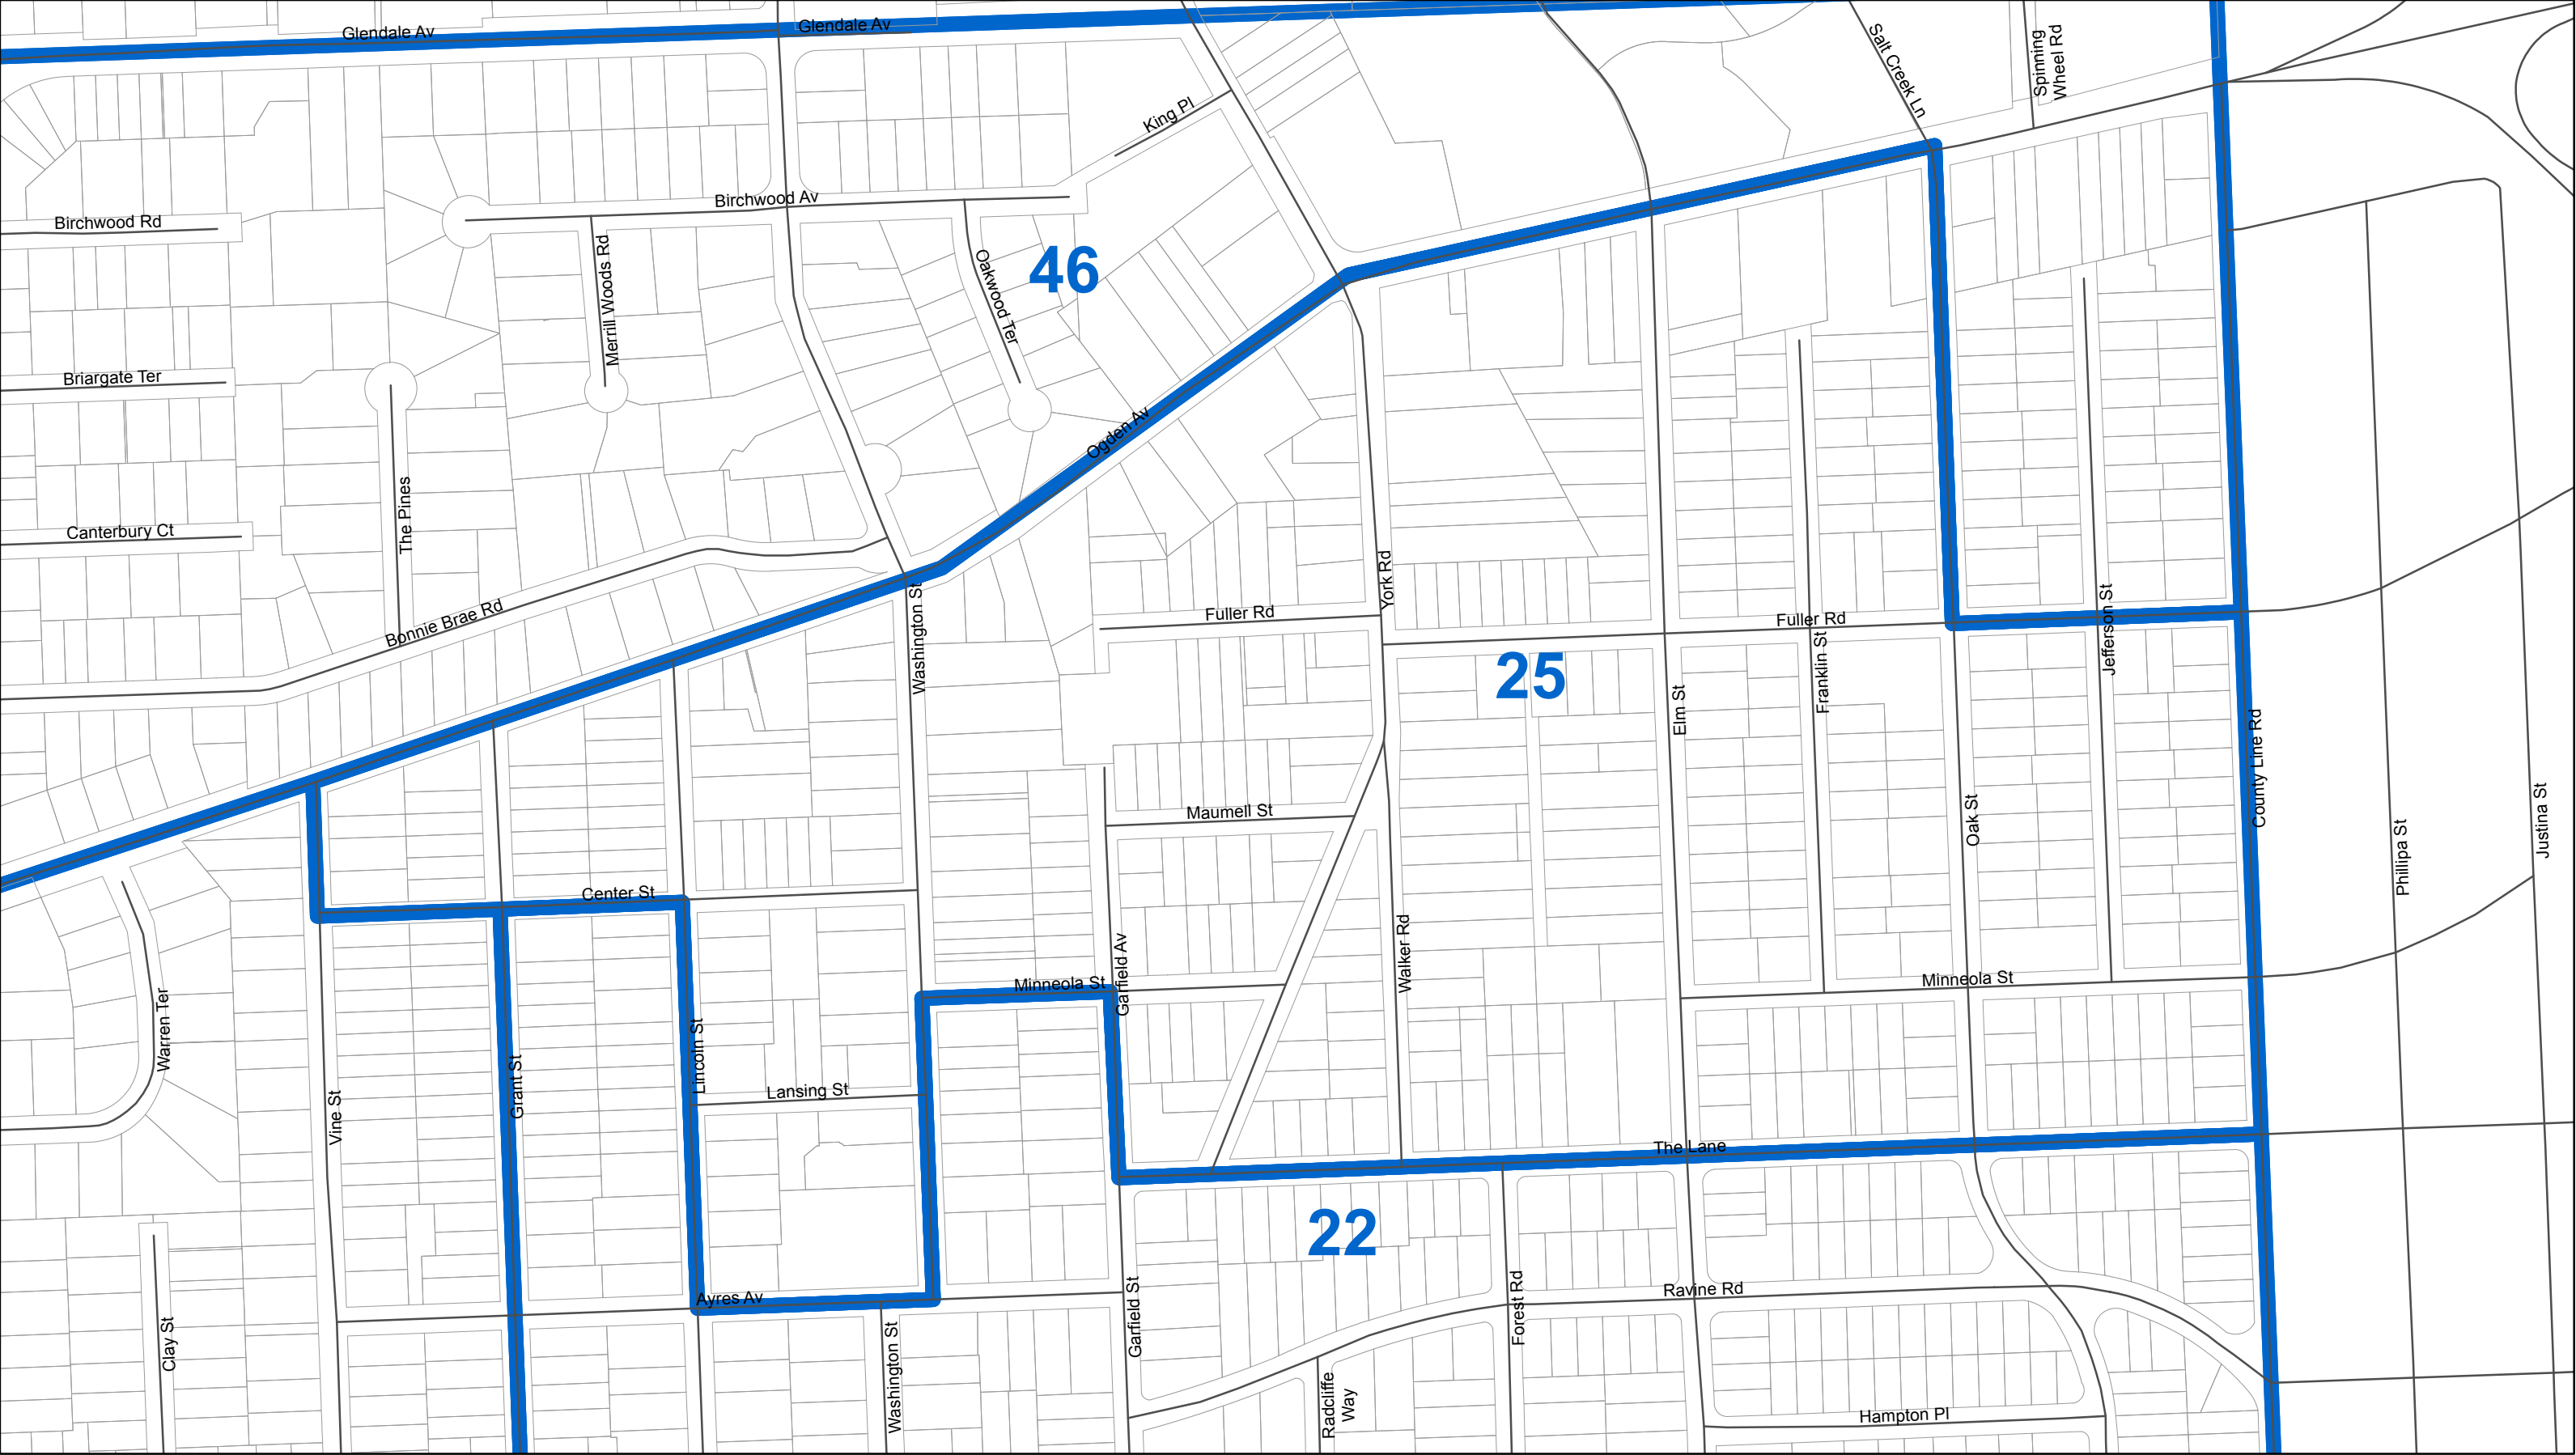 Glendale Av
Glendale Av
Salt Creek Ln
Spinning
Wheel Rd
King Pl
Birchwood Av
Birchwood Rd
Merrill Woods Rd
Oakwood Ter
46
Briargate Ter
Ogden Av
The Pines
Canterbury Ct
York Rd
Bonnie Brae Rd
Washington St
Fuller Rd
Fuller Rd
Franklin St
Jefferson St
25
Elm St
County Line Rd
Maumell St
Oak St
Justina St
Phillipa St
Center St
Walker Rd
Garfield Av
Minneola St
Minneola St
Warren Ter
Lincoln St
Grant St
Vine St
Lansing St
The Lane
22
Ayres Av
Garfield St
Forest Rd
Ravine Rd
Clay St
Washington St
Radcliffe
Way
Hampton Pl